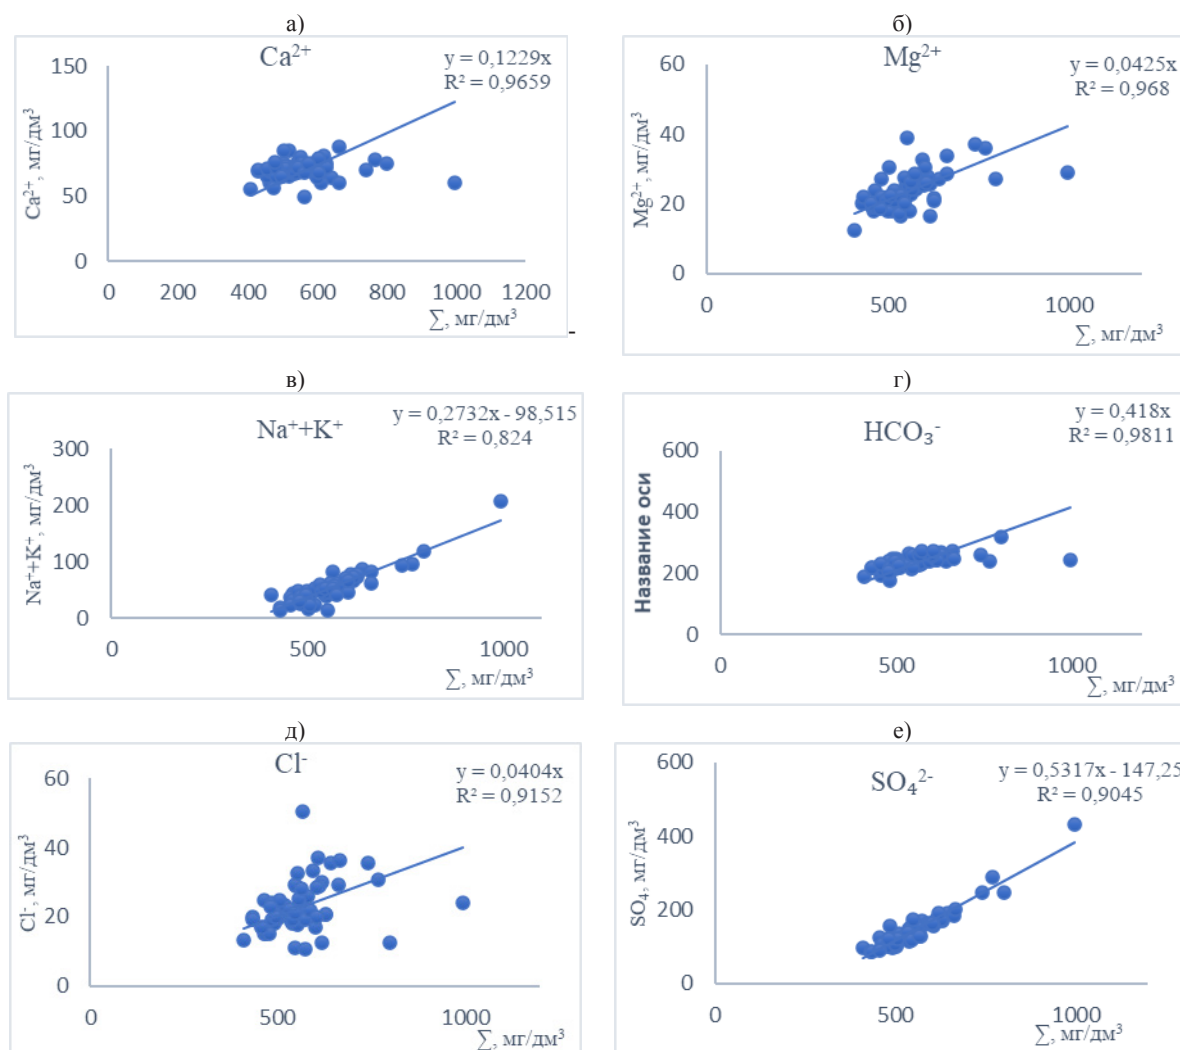 а)
Ca²⁺
y = 0,1229x
R² = 0,9659
Ca²⁺, мг/дм³
150
100
50
0
0 200 400 600 800 1000 1200
∑, мг/дм³
-
б)
Mg²⁺
y = 0,0425x
R² = 0,968
Mg²⁺, мг/дм³
60
40
20
0
0 500 1000
∑, мг/дм³
в)
Na⁺+K⁺
y = 0,2732x - 98,515
R² = 0,824
Na⁺+K⁺, мг/дм³
300
200
100
0
0 500 1000
∑, мг/дм³
г)
HCO₃⁻
y = 0,418x
R² = 0,9811
Название оси
600
400
200
0
0 500 1000
∑, мг/дм³
д)
Cl⁻
y = 0,0404x
R² = 0,9152
Cl⁻, мг/дм³
60
40
20
0
0 500 1000
∑, мг/дм³
е)
SO₄²⁻
y = 0,5317x - 147,25
R² = 0,9045
SO₄, мг/дм³
600
400
200
0
0 500 1000
∑, мг/дм³